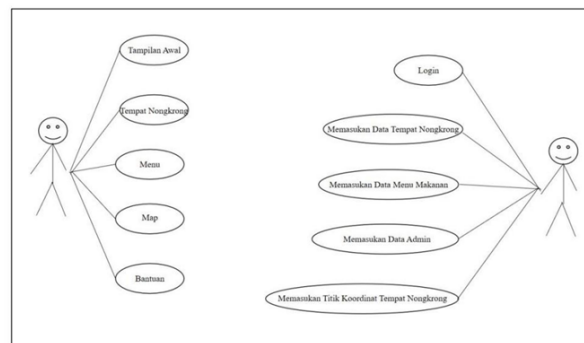 Tampilan Awal
Tempat Nongkrong
Menu
Map
Bantuan
Login
Memasukan Data Tempat Nongkrong
Memasukan Data Menu Makanan
Memasukan Data Admin
Memasukan Titik Koordinat Tempat Nongkrong